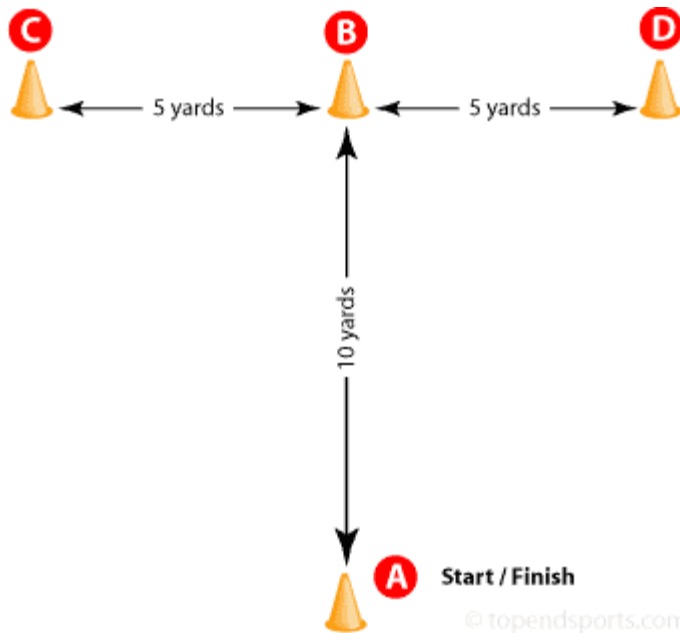 C
B
D
5 yards
5 yards
10 yards
A
Start / Finish
© topendsports.com